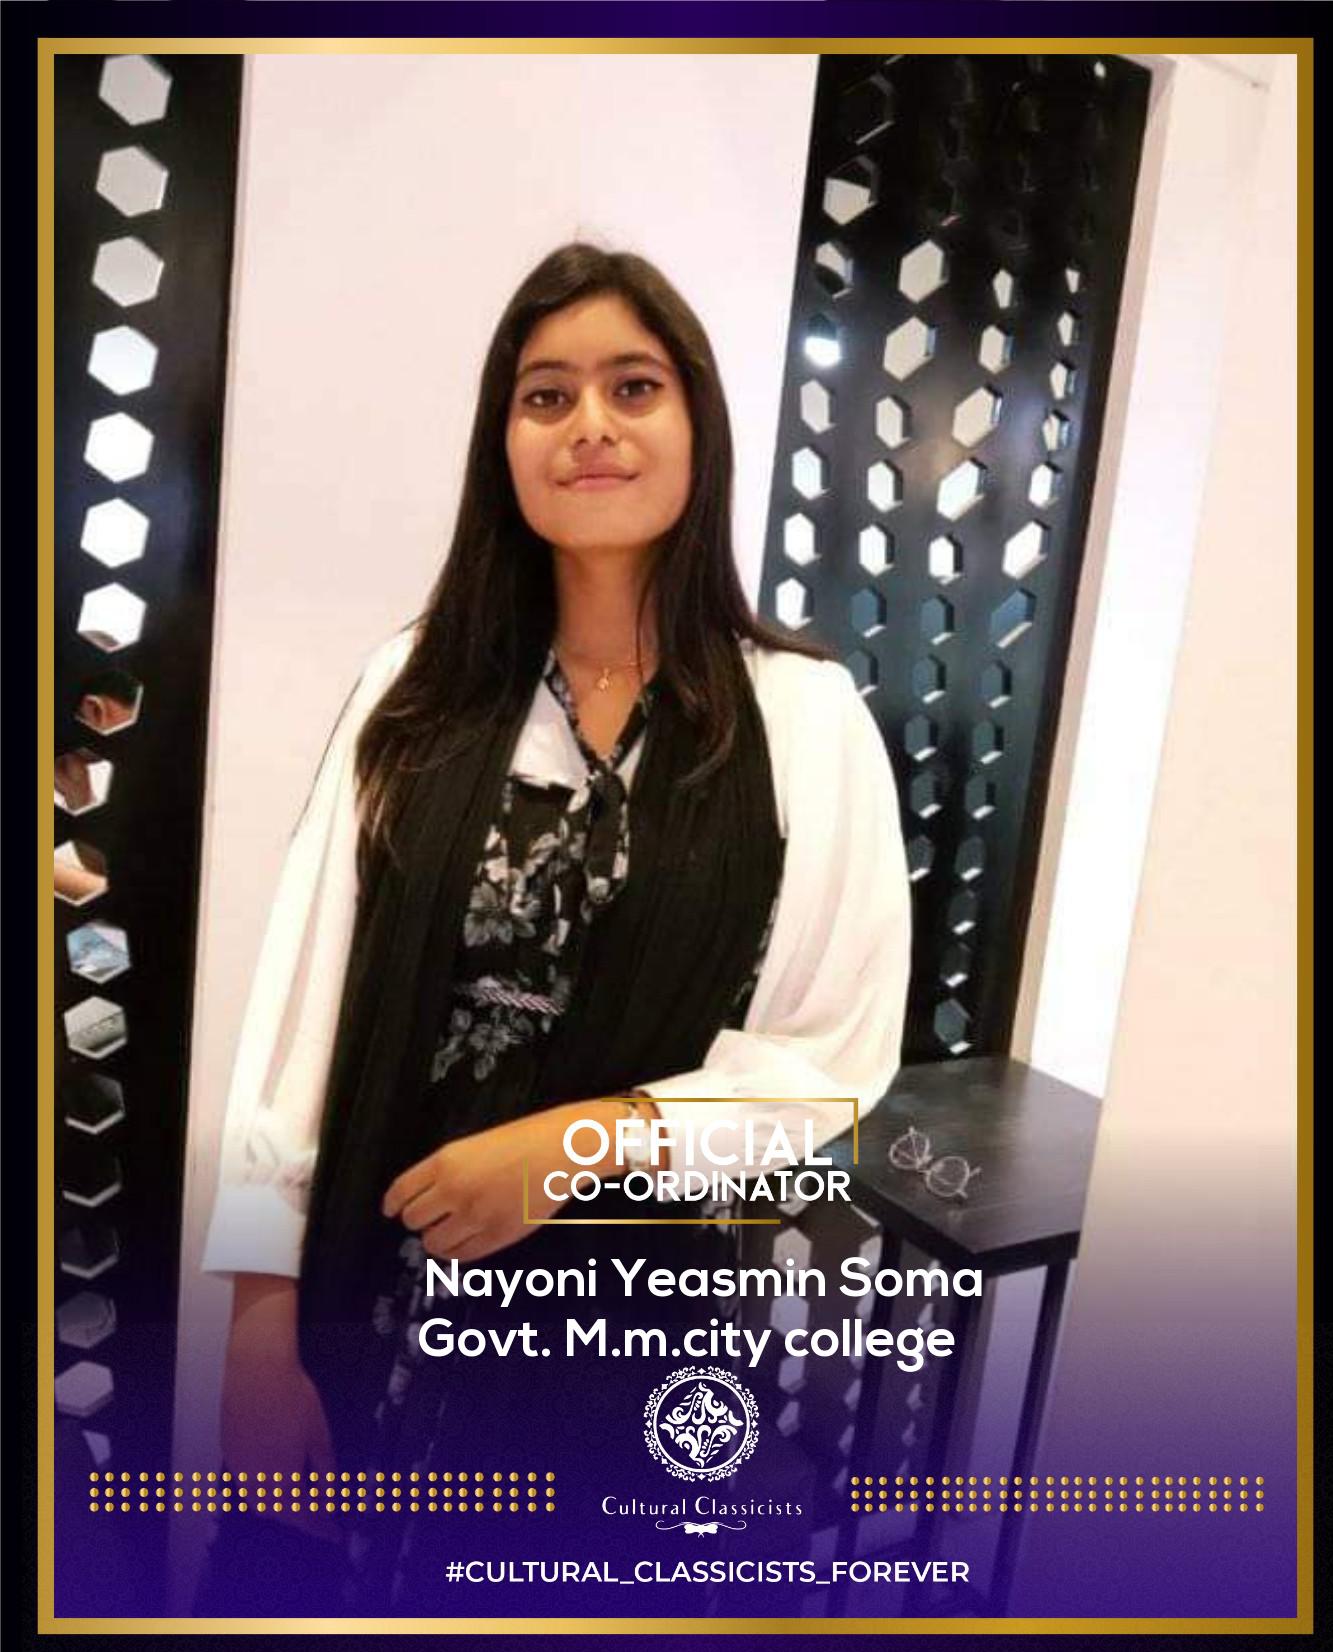 OFFICIAL
CO-ORDINATOR
Nayoni Yeasmin Soma
Govt. M.m.city college
Cultural Classicists
#CULTURAL_CLASSICISTS_FOREVER